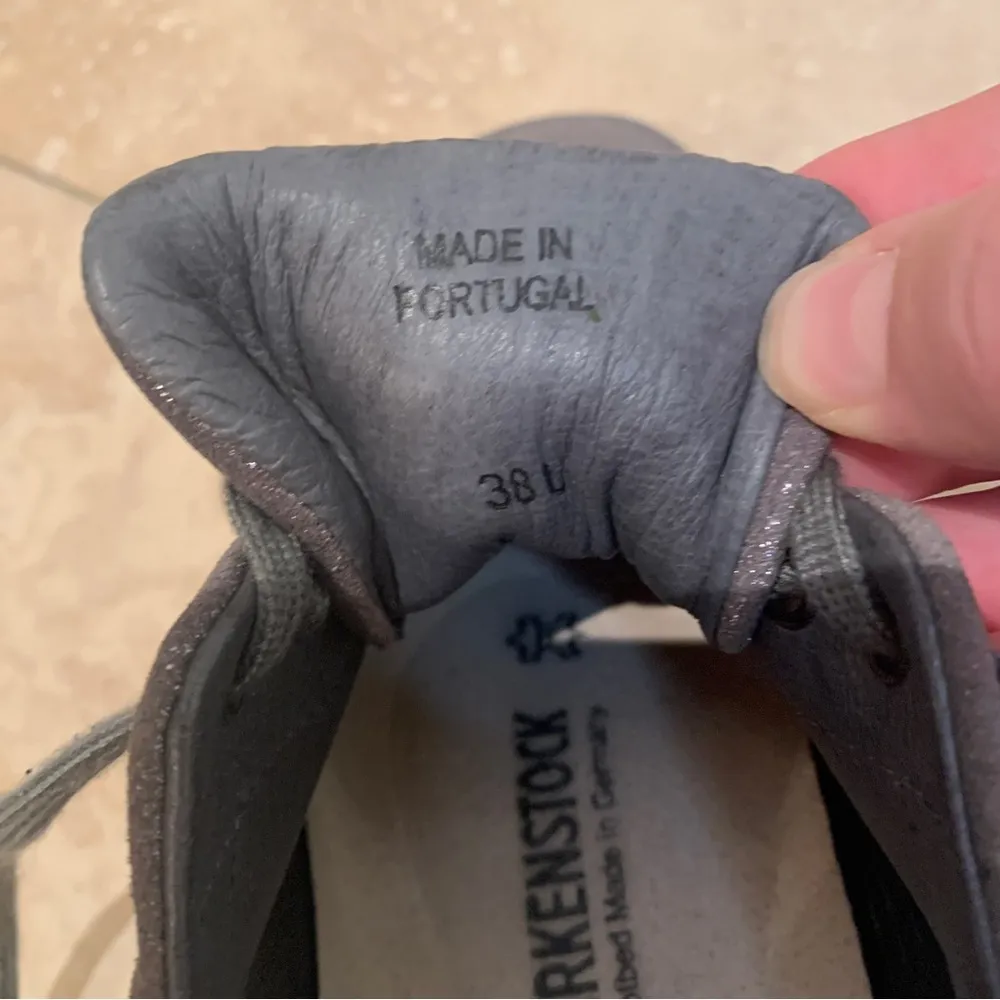 MADE IN
PORTUGAL
38 L
RKENSTOCK
Made in Germany